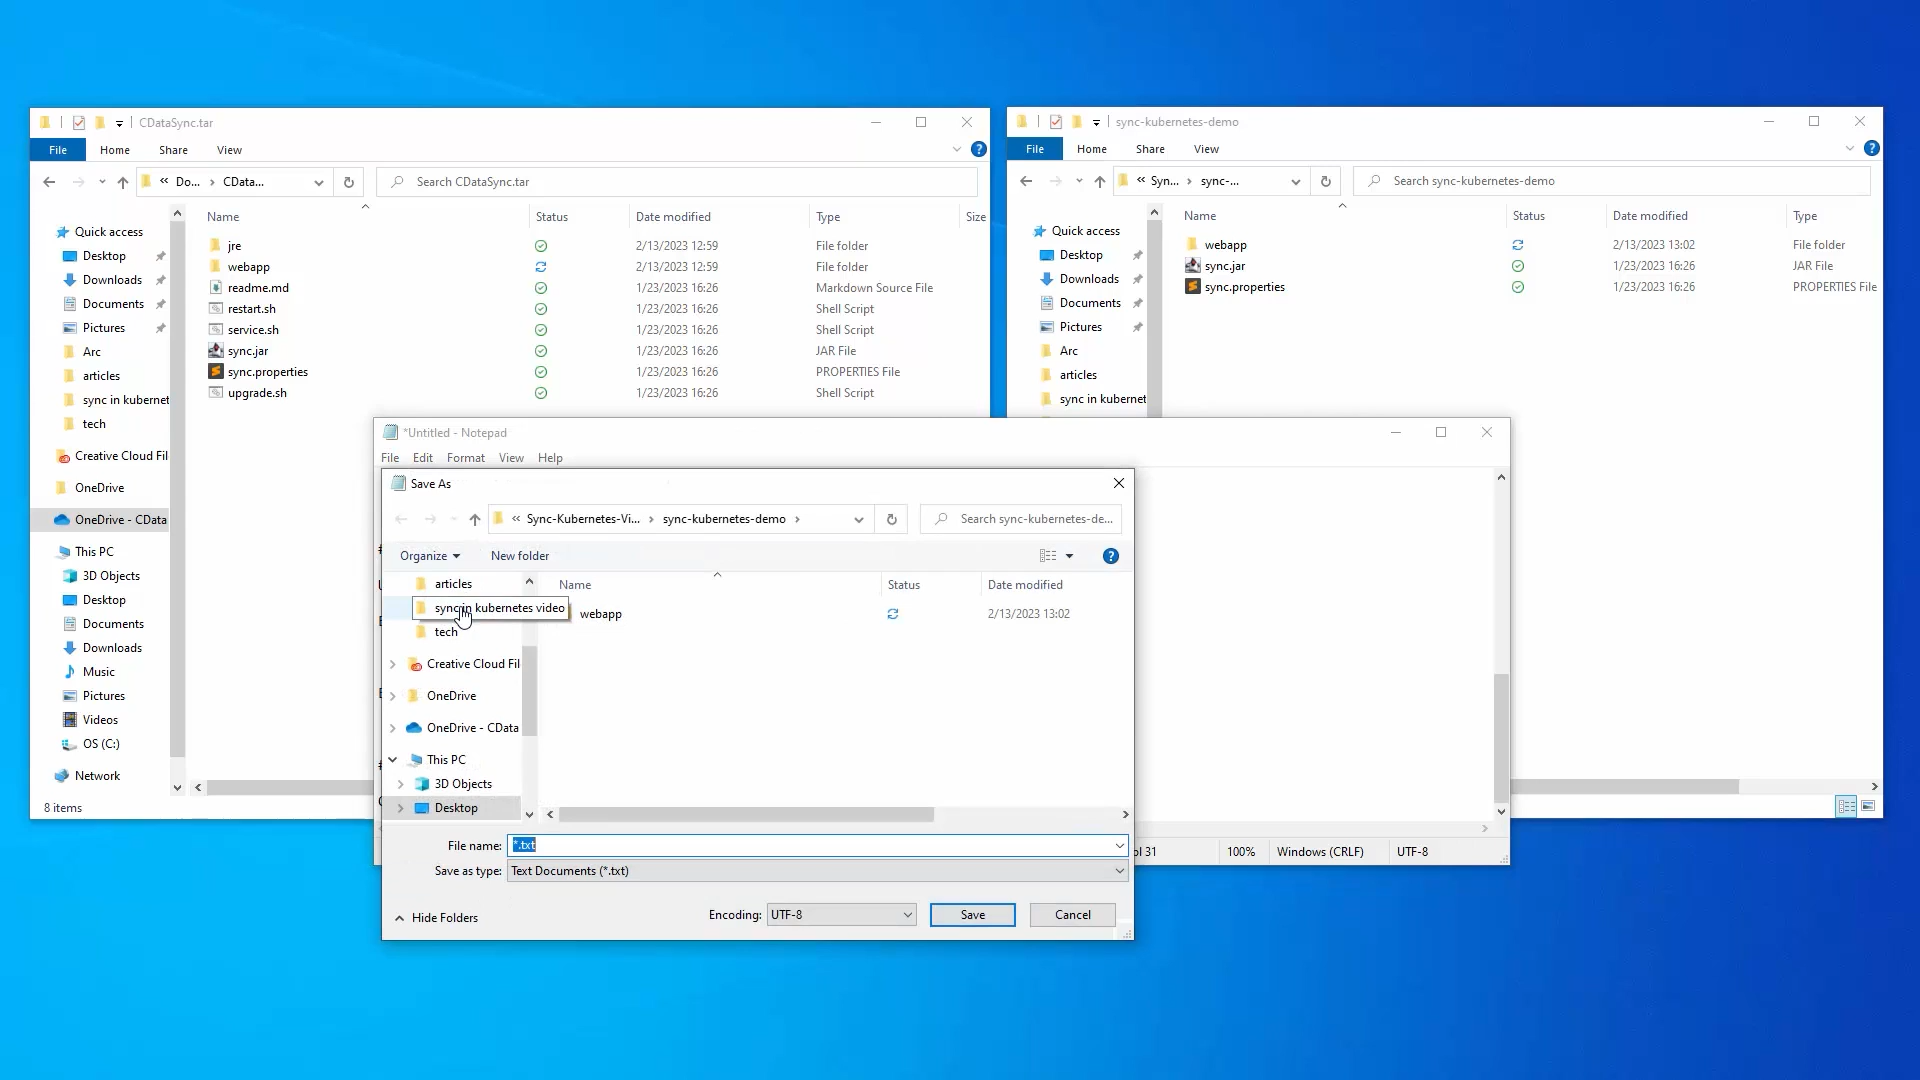 CDataSync.tar
File Home Share View
Do... › CData...
Search CDataSync.tar
Name Status Date modified Type Size
Quick access
Desktop
Downloads
Documents
Pictures
Arc
articles
sync in kubernet
tech
Creative Cloud Fil
OneDrive
OneDrive - CData
This PC
3D Objects
Desktop
Documents
Downloads
Music
Pictures
Videos
OS (C:)
Network
jre 2/13/2023 12:59 File folder
webapp 2/13/2023 12:59 File folder
readme.md 1/23/2023 16:26 Markdown Source File
restart.sh 1/23/2023 16:26 Shell Script
service.sh 1/23/2023 16:26 Shell Script
sync.jar 1/23/2023 16:26 JAR File
sync.properties 1/23/2023 16:26 PROPERTIES File
upgrade.sh 1/23/2023 16:26 Shell Script
8 items
sync-kubernetes-demo
File Home Share View
Syn... › sync-...
Search sync-kubernetes-demo
Name Status Date modified Type
Quick access
Desktop
Downloads
Documents
Pictures
Arc
articles
sync in kubernet
webapp 2/13/2023 13:02 File folder
sync.jar 1/23/2023 16:26 JAR File
sync.properties 1/23/2023 16:26 PROPERTIES File
*Untitled - Notepad
File Edit Format View Help
Save As
« Sync-Kubernetes-Vi... › sync-kubernetes-demo ›
Search sync-kubernetes-de...
Organize New folder
Name Status Date modified
articles
sync in kubernetes video
tech
Creative Cloud Fil
OneDrive
OneDrive - CData
This PC
3D Objects
Desktop
webapp 2/13/2023 13:02
File name: *.txt
Save as type: Text Documents (*.txt)
Hide Folders
Encoding: UTF-8
Save Cancel
ol 31 100% Windows (CRLF) UTF-8